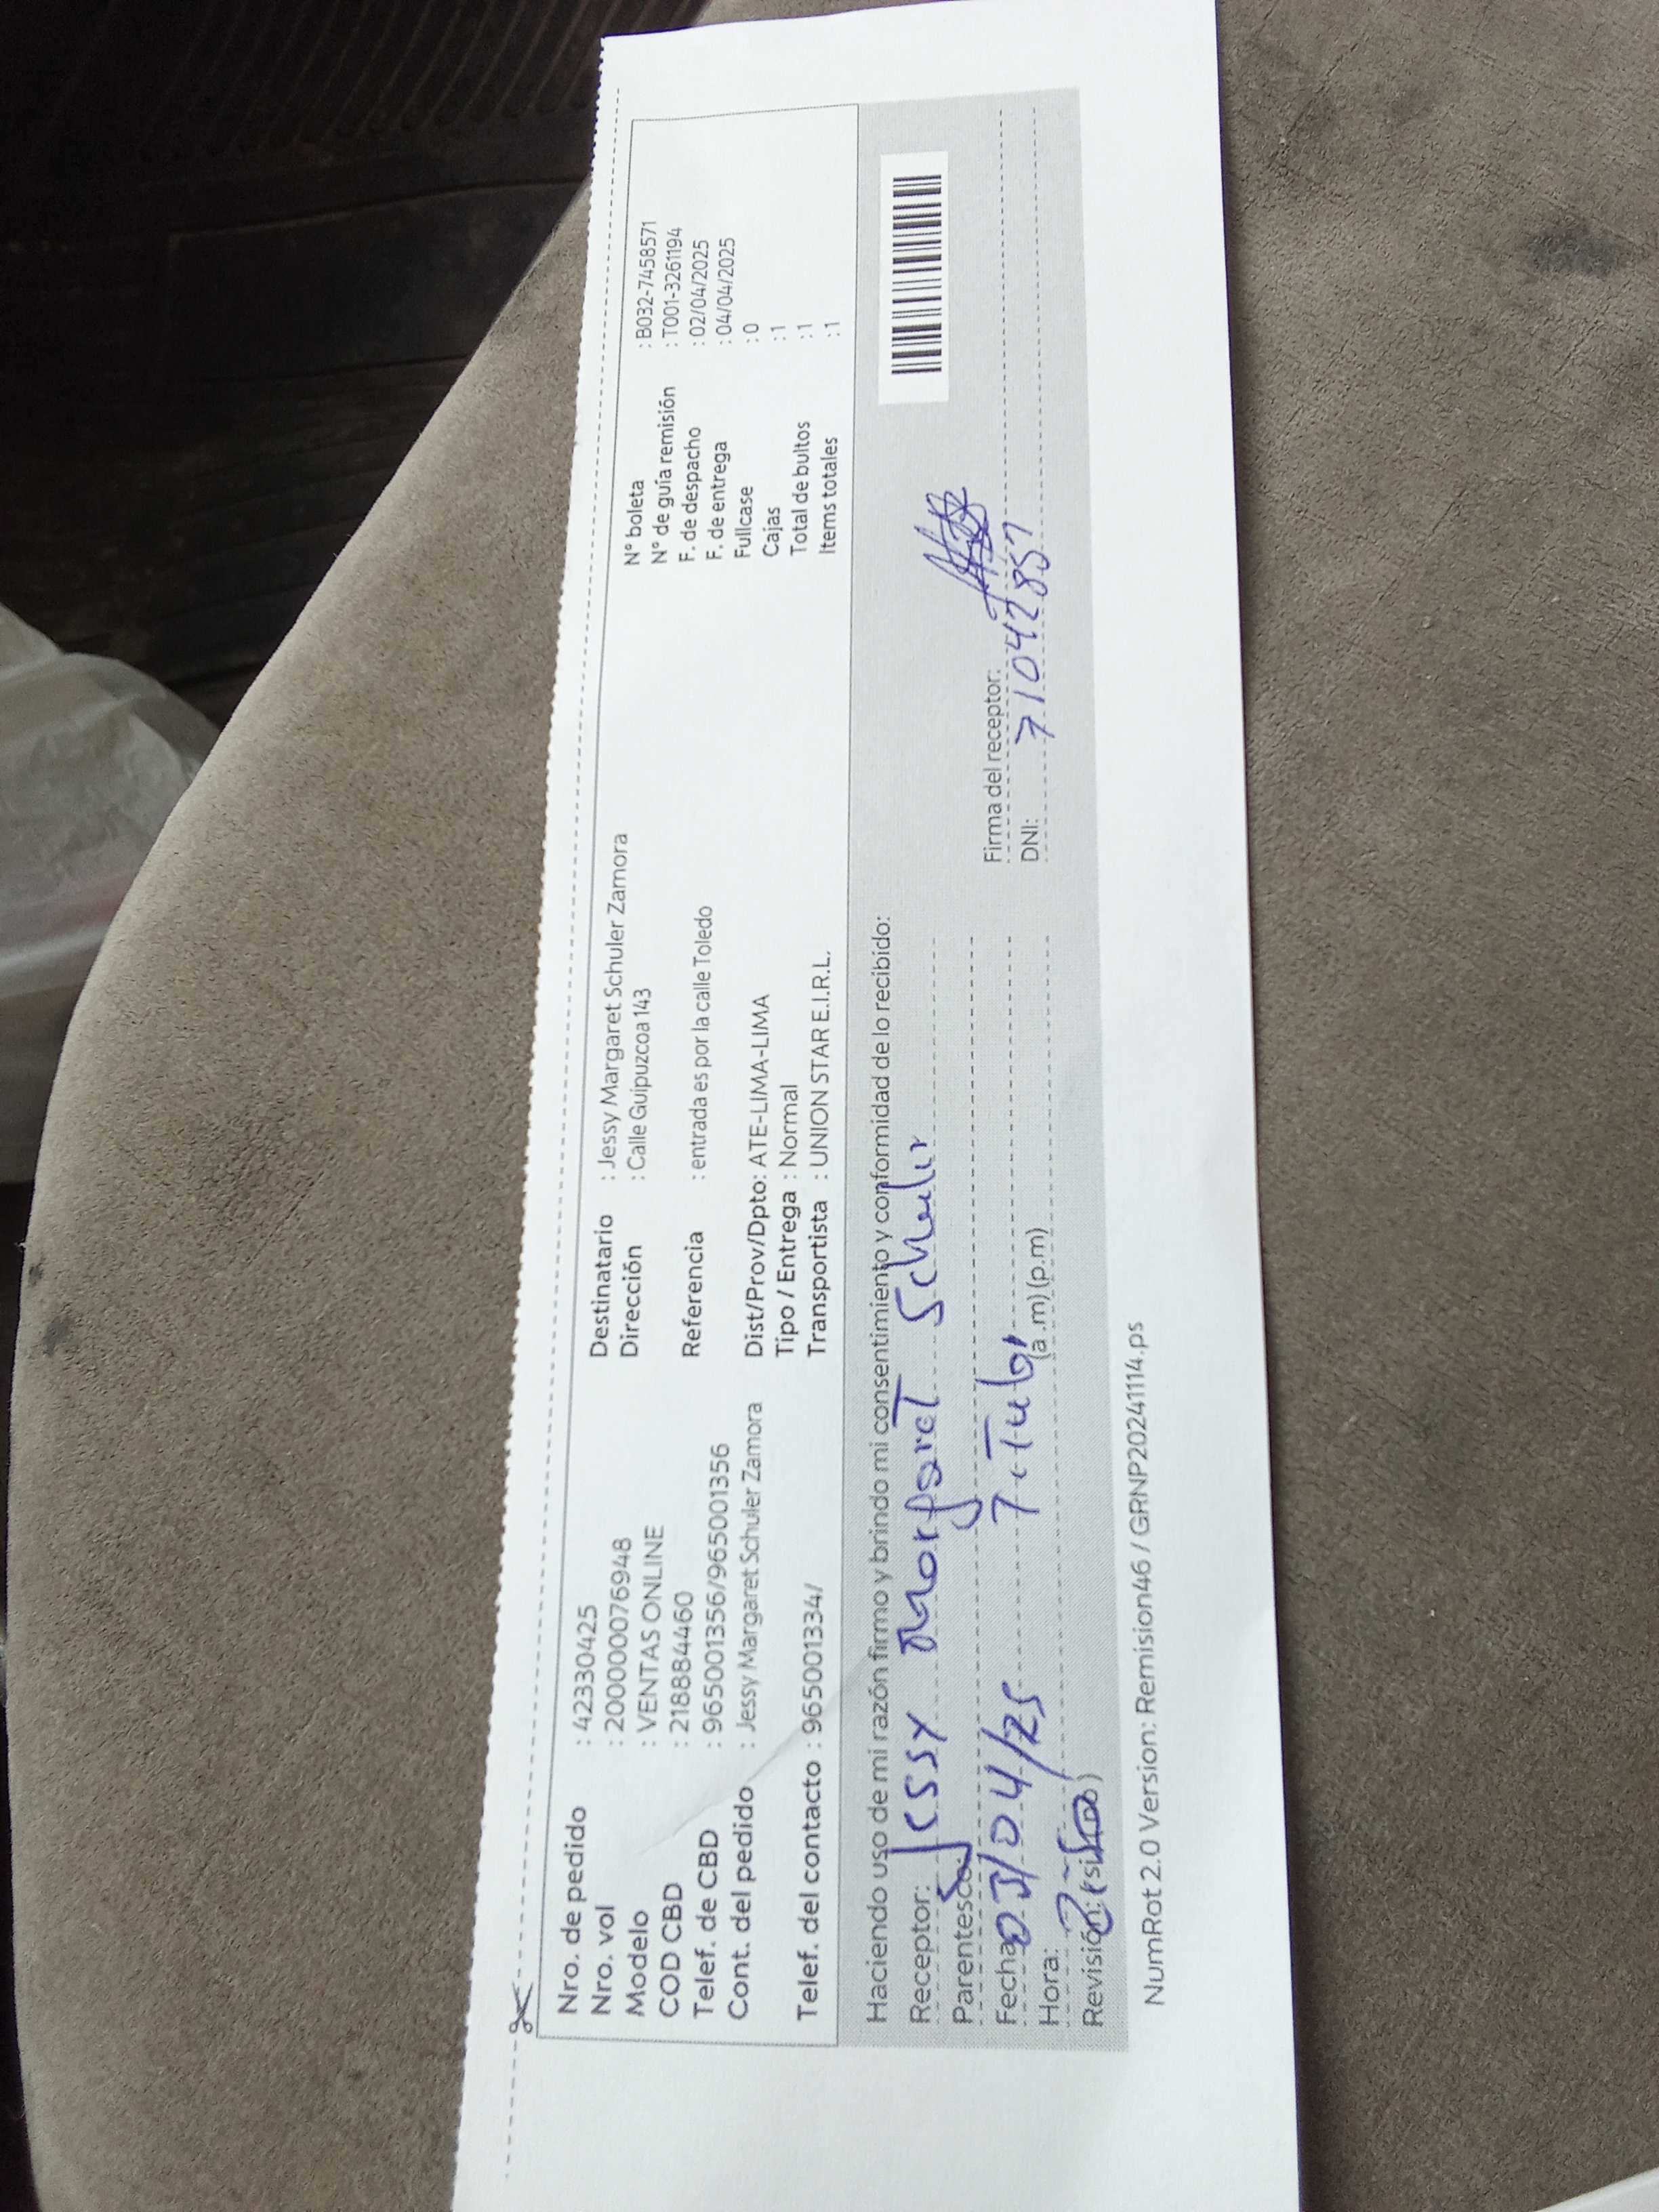 Nro. de pedido : 42330425
Nro. vol : 200000076948
Modelo : VENTAS ONLINE
COD CBD : 218884460
Telef. de CBD : 965001356/965001356
Cont. del pedido : Jessy Margaret Schuler Zamora
Telef. del contacto : 965001334/
Destinatario : Jessy Margaret Schuler Zamora
Dirección : Calle Guipuzcoa 143
Referencia : entrada es por la calle Toledo
Dist/Prov/Dpto: ATE-LIMA-LIMA
Tipo / Entrega : Normal
Transportista : UNION STAR E.I.R.L.
N° boleta : B032-7458571
N° de guía remisión : T001-3261194
F. de despacho : 02/04/2025
F. de entrega : 04/04/2025
Fullcase : 0
Cajas : 1
Total de bultos : 1
Items totales : 1
Haciendo uso de mi razón firmo y brindo mi consentimiento y conformidad de lo recibido:
Receptor: Jessy Margaret Schuler
Parentesco:
Fecha: 03/04/25 Titular
Hora: (a .m) (p.m)
Revisión: (si)
Firma del receptor:
DNI: 71042857
NumRot 2.0 Version: Remision46 / GRNP20241114.ps